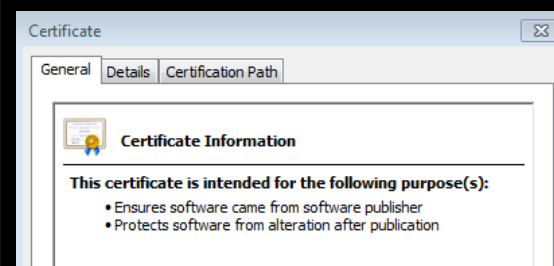 Certificate
General Details Certification Path
Certificate Information
This certificate is intended for the following purpose(s):
• Ensures software came from software publisher
• Protects software from alteration after publication